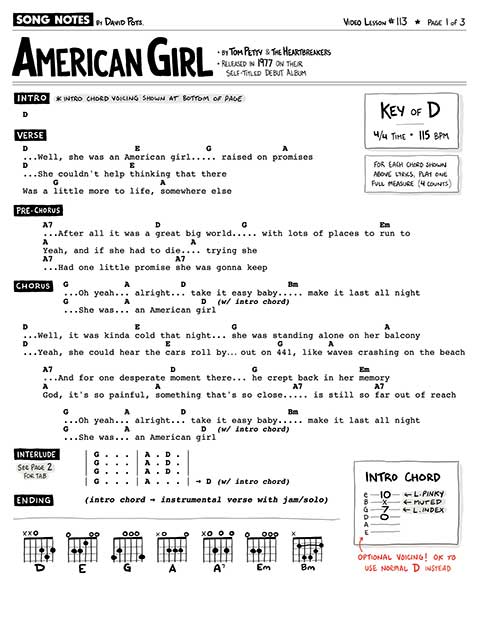 SONG NOTES BY DAVID POTS. VIDEO LESSON #113 ★ PAGE 1 OF 3
AMERICAN GIRL
• BY TOM PETTY & THE HEARTBREAKERS
• RELEASED IN 1977 ON THEIR
SELF-TITLED DEBUT ALBUM
INTRO * INTRO CHORD VOICING SHOWN AT BOTTOM OF PAGE
D
KEY OF D
4/4 TIME • 115 BPM
FOR EACH CHORD SHOWN
ABOVE LYRICS, PLAY ONE
FULL MEASURE (4 COUNTS)
VERSE
D E G A
...Well, she was an American girl..... raised on promises
D E
...She couldn't help thinking that there
G A
Was a little more to life, somewhere else
PRE-CHORUS
A7 D G Em
...After all it was a great big world..... with lots of places to run to
A A
Yeah, and if she had to die.... trying she
A7 A7
...Had one little promise she was gonna keep
CHORUS
G A D Bm
...Oh yeah... alright... take it easy baby..... make it last all night
G A D (w/ intro chord)
...She was... an American girl
D E G A
...Well, it was kinda cold that night... she was standing alone on her balcony
D E G A
...Yeah, she could hear the cars roll by... out on 441, like waves crashing on the beach
A7 D G Em
...And for one desperate moment there... he crept back in her memory
A A A7 A7
God, it's so painful, something that's so close..... is still so far out of reach
G A D Bm
...Oh yeah... alright... take it easy baby..... make it last all night
G A D (w/ intro chord)
...She was... an American girl
INTERLUDE
SEE PAGE 2
FOR TAB
| G . . . | A . D . |
| G . . . | A . D . |
| G . . . | A . D . |
| G . . . | A . . . | → D (w/ intro chord)
ENDING (intro chord → instrumental verse with jam/solo)
INTRO CHORD
e 10 ← L.PINKY
B X ← MUTED
G 7 ← L.INDEX
D 0
A
E
OPTIONAL VOICING! OK TO
USE NORMAL D INSTEAD
XXO O OO OOO XO O XO O O O OOO X
D E G A A7 Em Bm